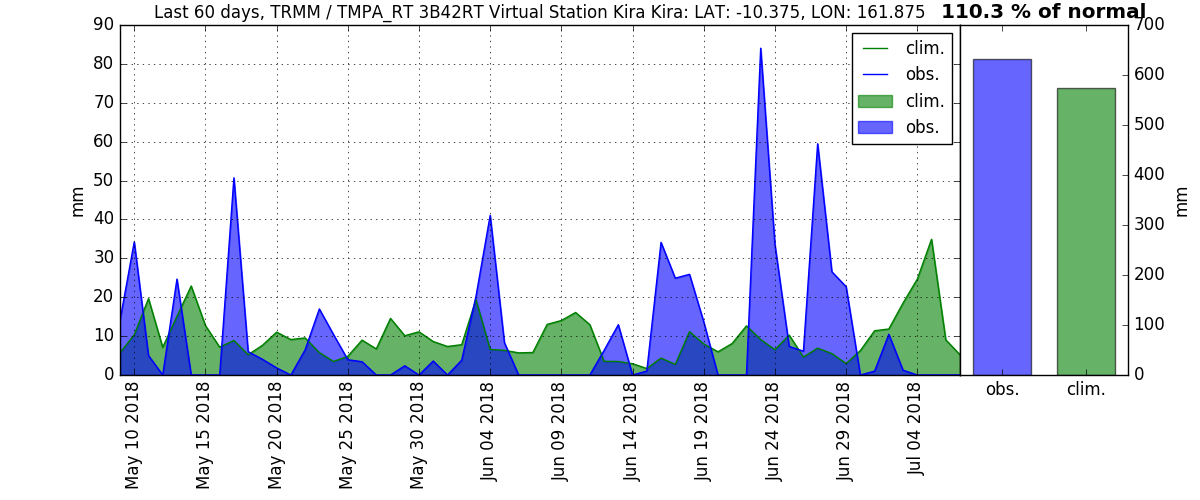 Last 60 days, TRMM / TMPA_RT 3B42RT Virtual Station Kira Kira: LAT: -10.375, LON: 161.875
110.3 % of normal
90
80
70
60
50
40
30
20
10
0
mm
clim.
obs.
clim.
obs.
May 10 2018
May 15 2018
May 20 2018
May 25 2018
May 30 2018
Jun 04 2018
Jun 09 2018
Jun 14 2018
Jun 19 2018
Jun 24 2018
Jun 29 2018
Jul 04 2018
700
600
500
400
300
200
100
0
mm
obs.
clim.